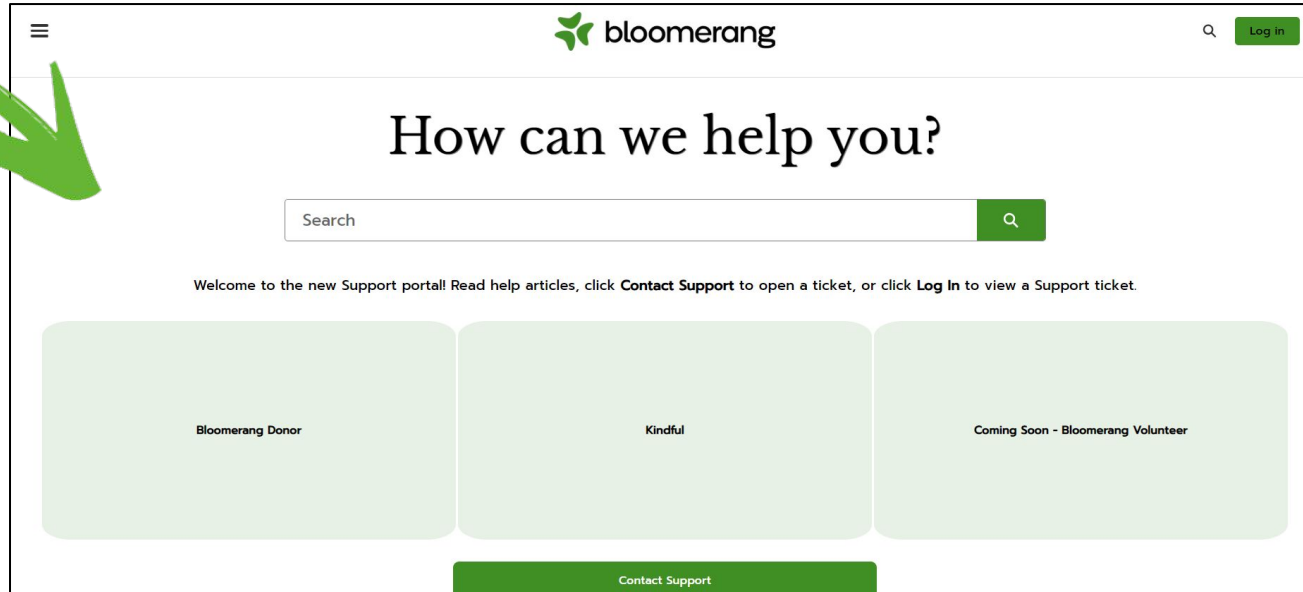 bloomerang
Log in
How can we help you?
Search
Welcome to the new Support portal! Read help articles, click Contact Support to open a ticket, or click Log In to view a Support ticket.
Bloomerang Donor
Kindful
Coming Soon - Bloomerang Volunteer
Contact Support